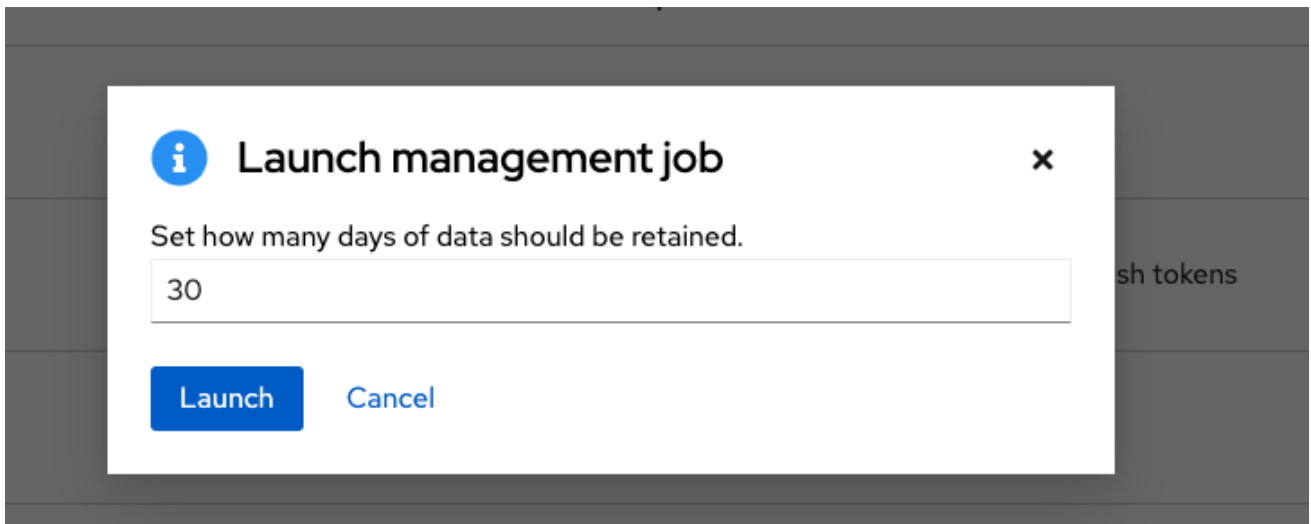 Launch management job
Set how many days of data should be retained.
30
sh tokens
Launch
Cancel